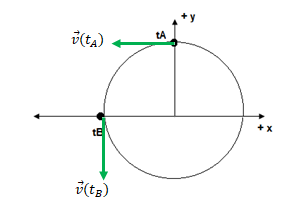 + y
tA
v⃗(t_A)
tB
+ x
v⃗(t_B)